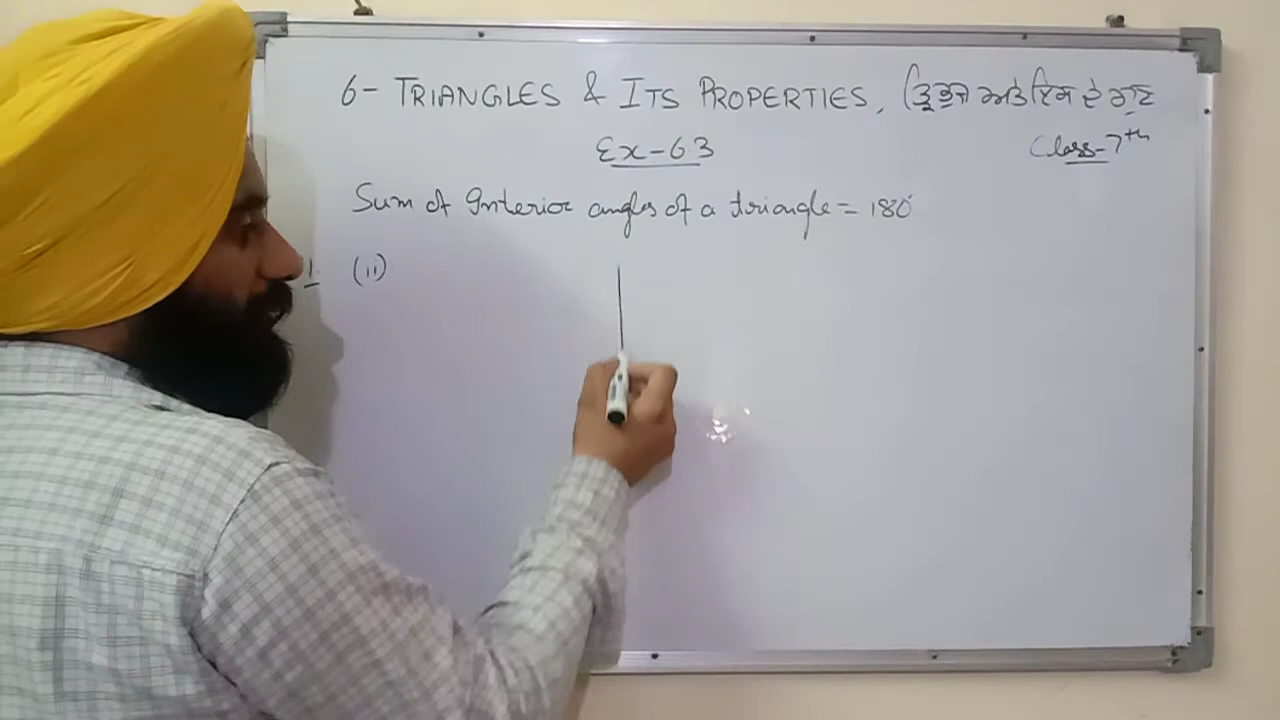 6- TRIANGLES & ITS PROPERTIES, ਤ੍ਰਿਭੁਜ ਅਤੇ ਇਸਦੇ ਗੁਣ
Ex-6.3
Class-7th
Sum of Interior angles of a triangle = 180°
1. (ii)